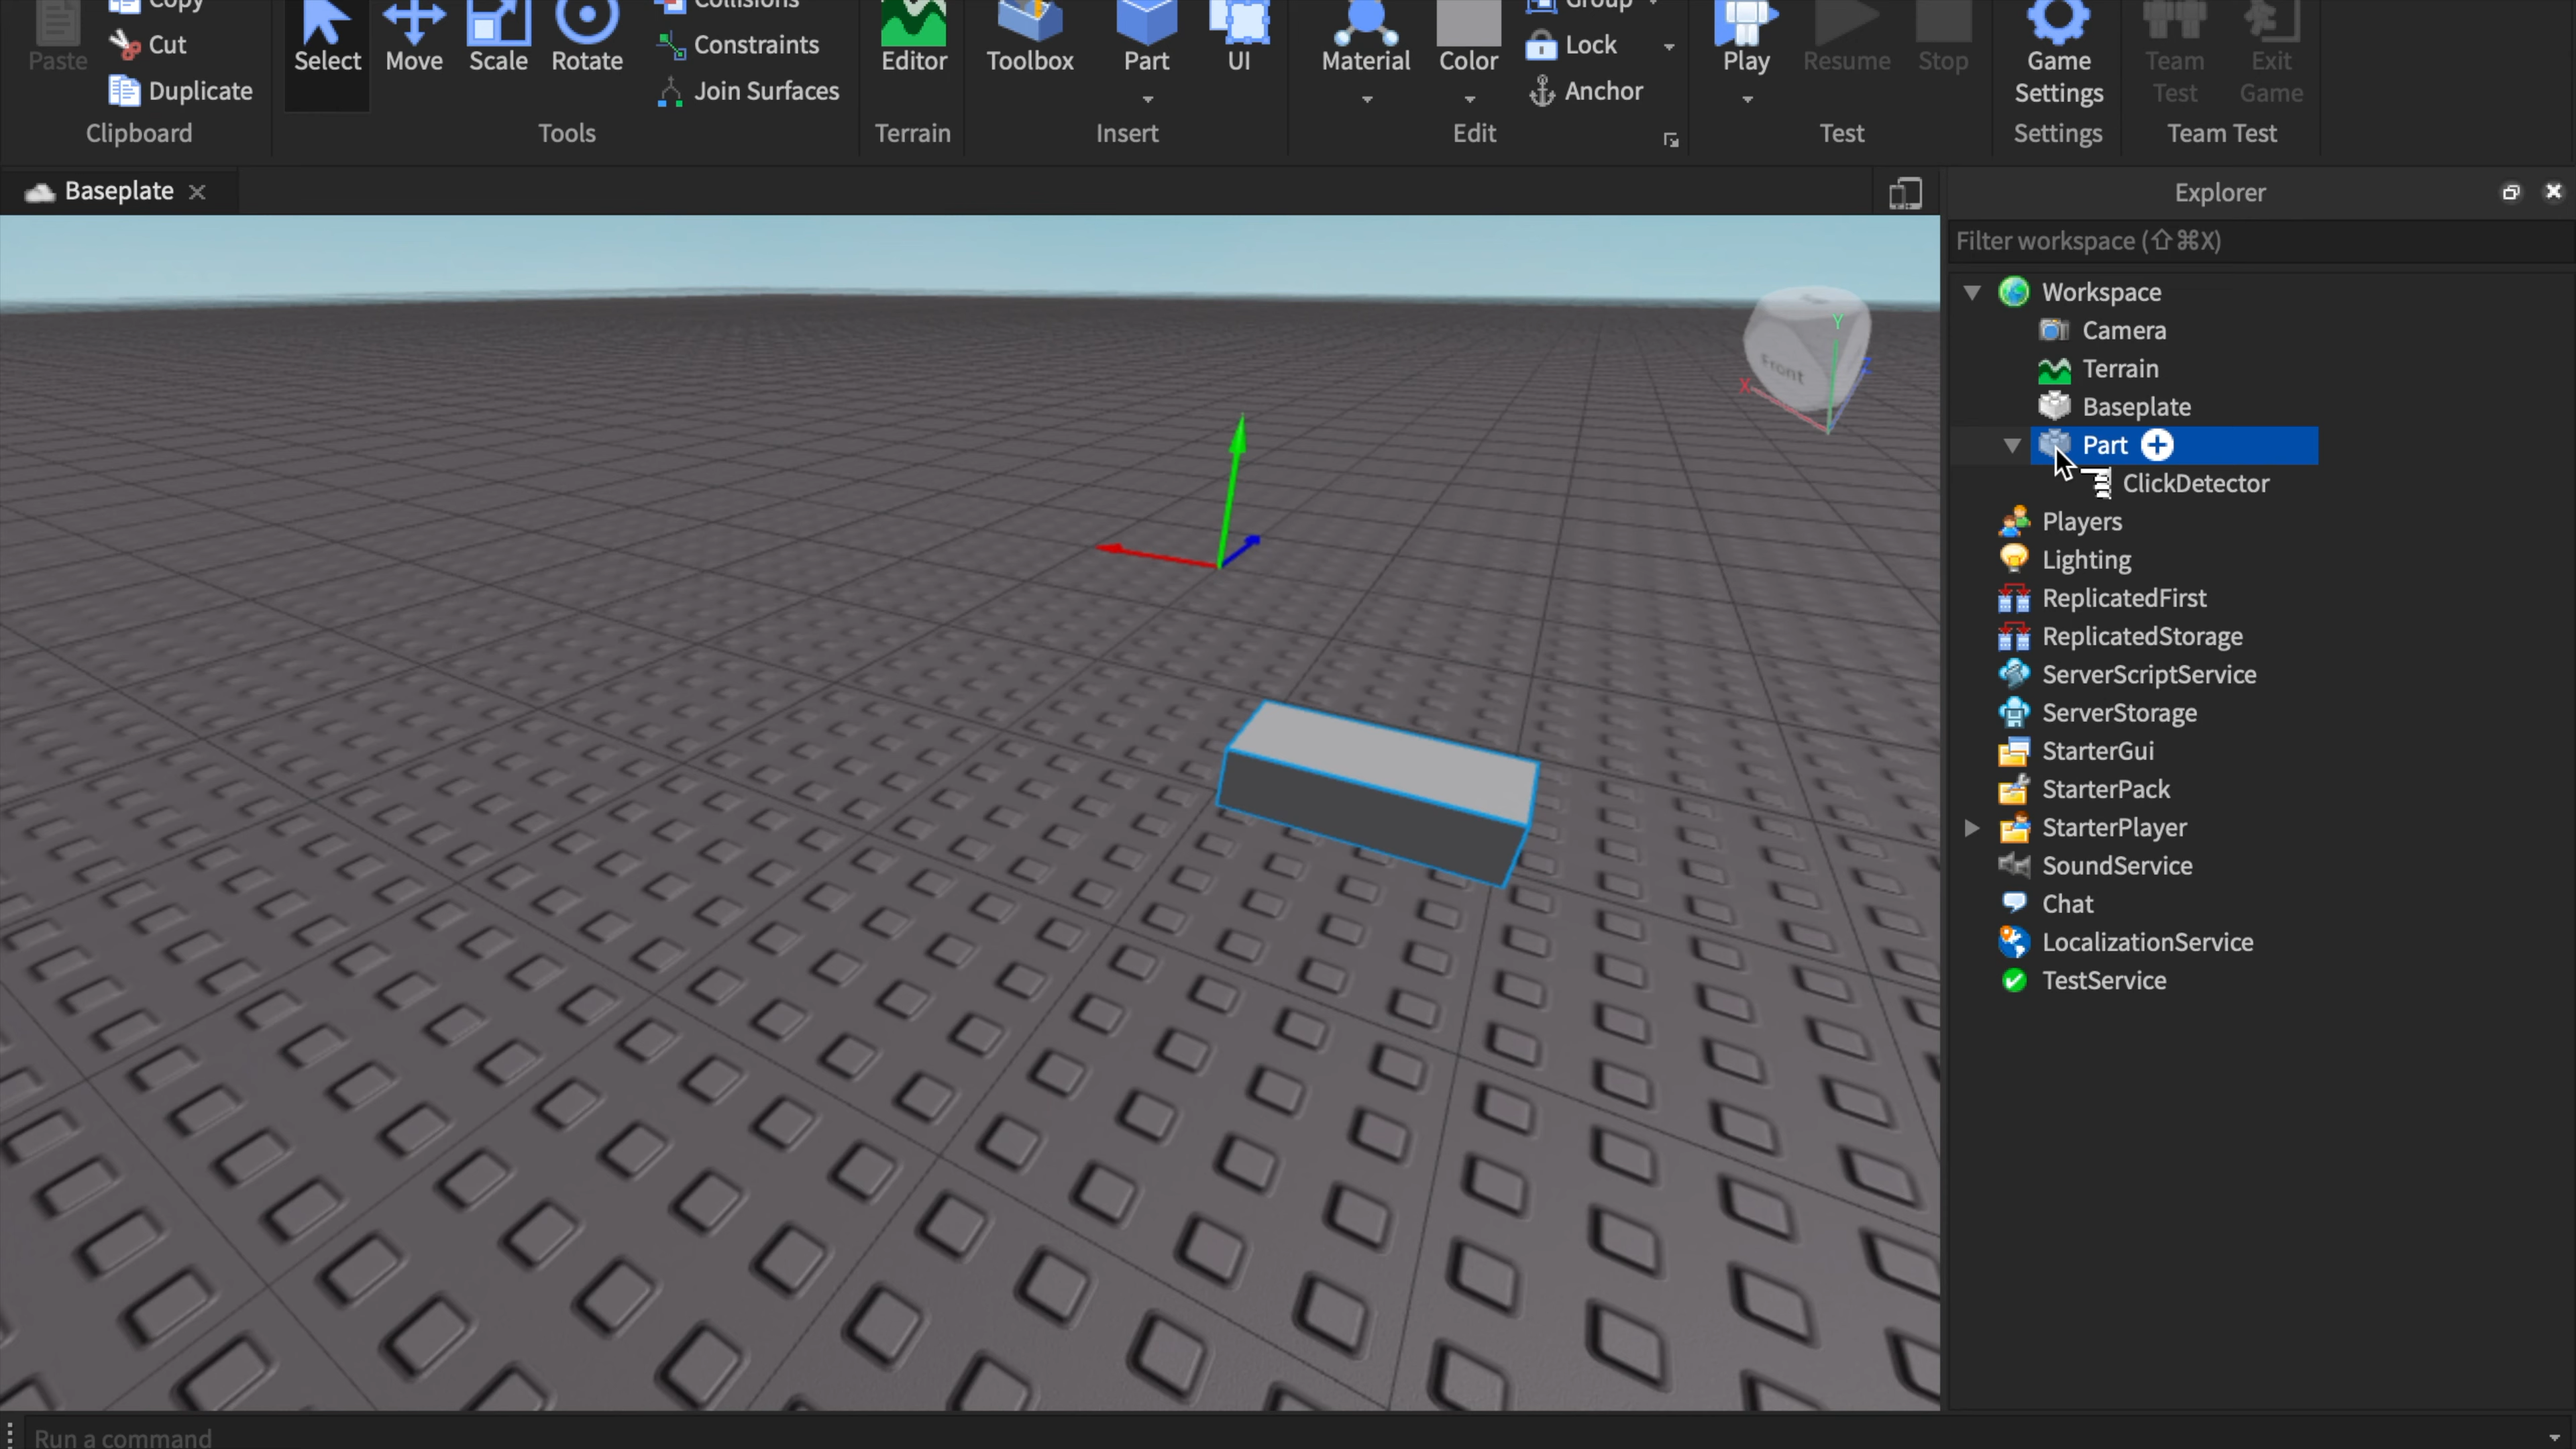 Copy
Collisions
Group
Paste
Cut
Select
Move
Scale
Rotate
Constraints
Editor
Toolbox
Part
UI
Material
Color
Lock
Play
Resume
Stop
Game
Settings
Team
Test
Exit
Game
Duplicate
Join Surfaces
Anchor
Clipboard
Tools
Terrain
Insert
Edit
Test
Settings
Team Test
Baseplate
Explorer
Filter workspace (⇧⌘X)
Workspace
Camera
Terrain
Baseplate
Part
ClickDetector
Players
Lighting
ReplicatedFirst
ReplicatedStorage
ServerScriptService
ServerStorage
StarterGui
StarterPack
StarterPlayer
SoundService
Chat
LocalizationService
TestService
Y
X
Z
Front
Run a command